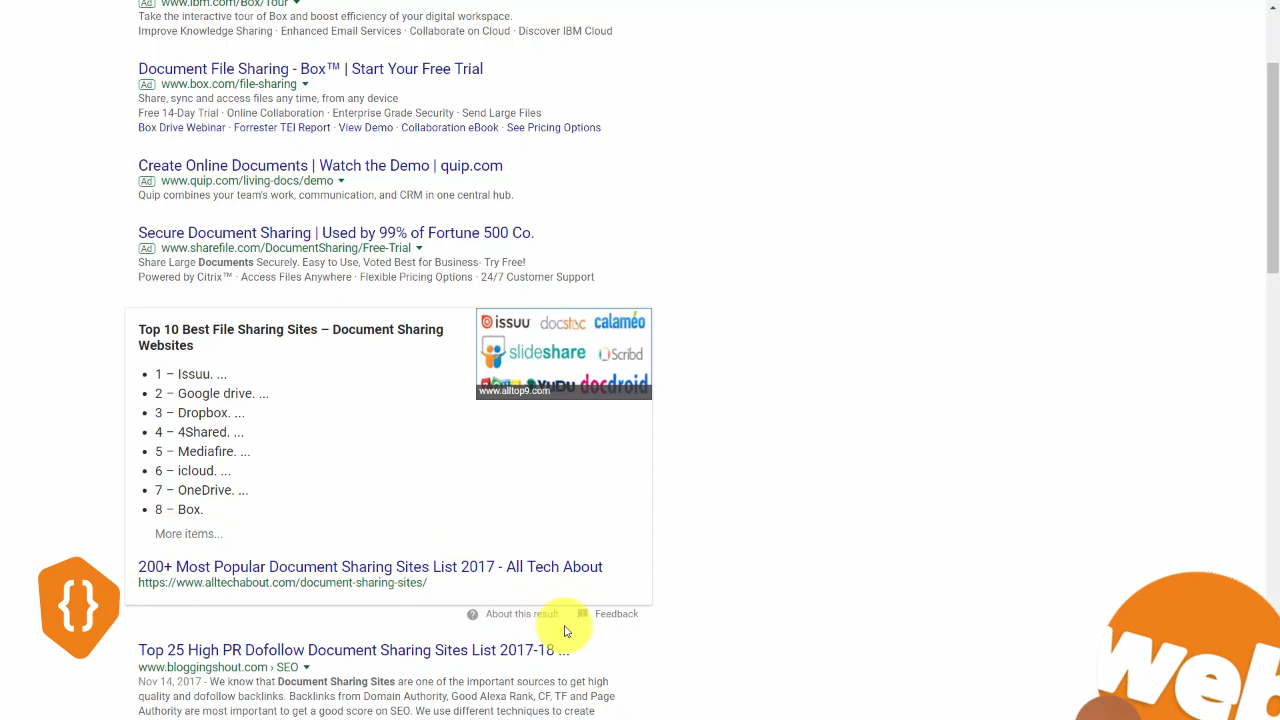 www.ibm.com/Box/Tour
Take the interactive tour of Box and boost efficiency of your digital workspace.
Improve Knowledge Sharing · Enhanced Email Services · Collaborate on Cloud · Discover IBM Cloud
Document File Sharing - Box™ | Start Your Free Trial
Ad www.box.com/file-sharing
Share, sync and access files any time, from any device
Free 14-Day Trial · Online Collaboration · Enterprise Grade Security · Send Large Files
Box Drive Webinar · Forrester TEI Report · View Demo · Collaboration eBook · See Pricing Options
Create Online Documents | Watch the Demo | quip.com
Ad www.quip.com/living-docs/demo
Quip combines your team's work, communication, and CRM in one central hub.
Secure Document Sharing | Used by 99% of Fortune 500 Co.
Ad www.sharefile.com/DocumentSharing/Free-Trial
Share Large Documents Securely. Easy to Use, Voted Best for Business- Try Free!
Powered by Citrix™ · Access Files Anywhere · Flexible Pricing Options · 24/7 Customer Support
Top 10 Best File Sharing Sites – Document Sharing
Websites
issuu docstoc calaméo
slideshare Scribd
docdroid
www.alltop9.com
1 – Issuu. ...
2 – Google drive. ...
3 – Dropbox. ...
4 – 4Shared. ...
5 – Mediafire. ...
6 – icloud. ...
7 – OneDrive. ...
8 – Box.
More items...
200+ Most Popular Document Sharing Sites List 2017 - All Tech About
https://www.alltechabout.com/document-sharing-sites/
About this result Feedback
Top 25 High PR Dofollow Document Sharing Sites List 2017-18 ...
www.bloggingshout.com › SEO
Nov 14, 2017 - We know that Document Sharing Sites are one of the important sources to get high
quality and dofollow backlinks. Backlinks from Domain Authority, Good Alexa Rank, CF, TF and Page
Authority are most important to get a good score on SEO. We use different techniques to create
{}
web